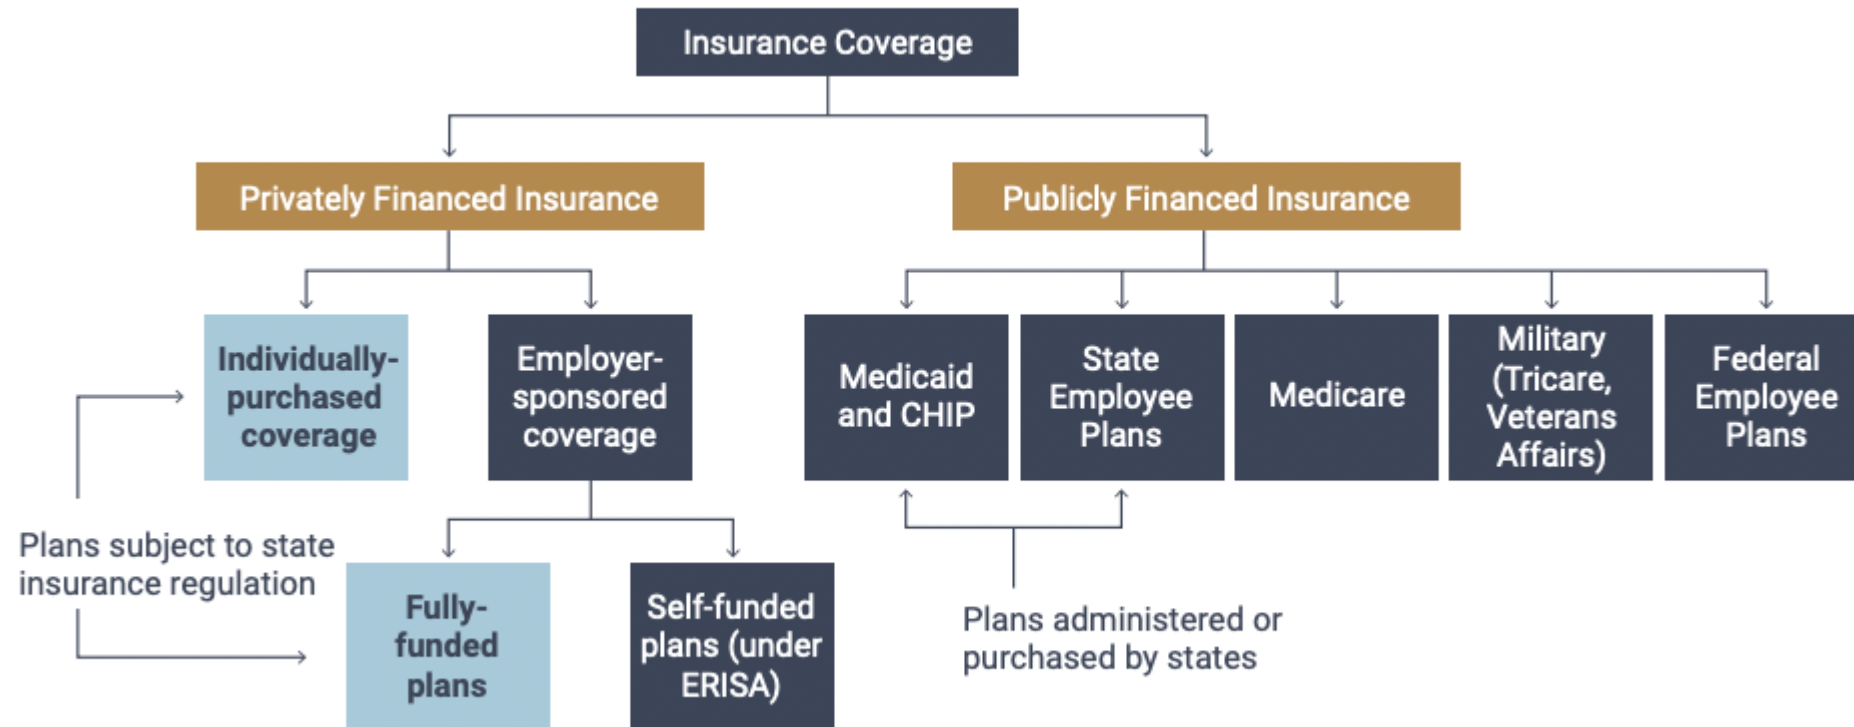 Insurance Coverage
Privately Financed Insurance
Publicly Financed Insurance
Individually-
purchased
coverage
Employer-
sponsored
coverage
Medicaid
and CHIP
State
Employee
Plans
Medicare
Military
(Tricare,
Veterans
Affairs)
Federal
Employee
Plans
Plans subject to state
insurance regulation
Fully-
funded
plans
Self-funded
plans (under
ERISA)
Plans administered or
purchased by states